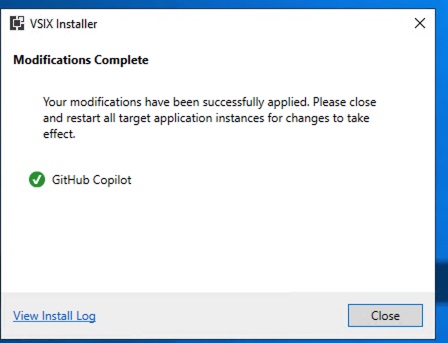 VSIX Installer
Modifications Complete
Your modifications have been successfully applied. Please close
and restart all target application instances for changes to take
effect.
GitHub Copilot
View Install Log
Close